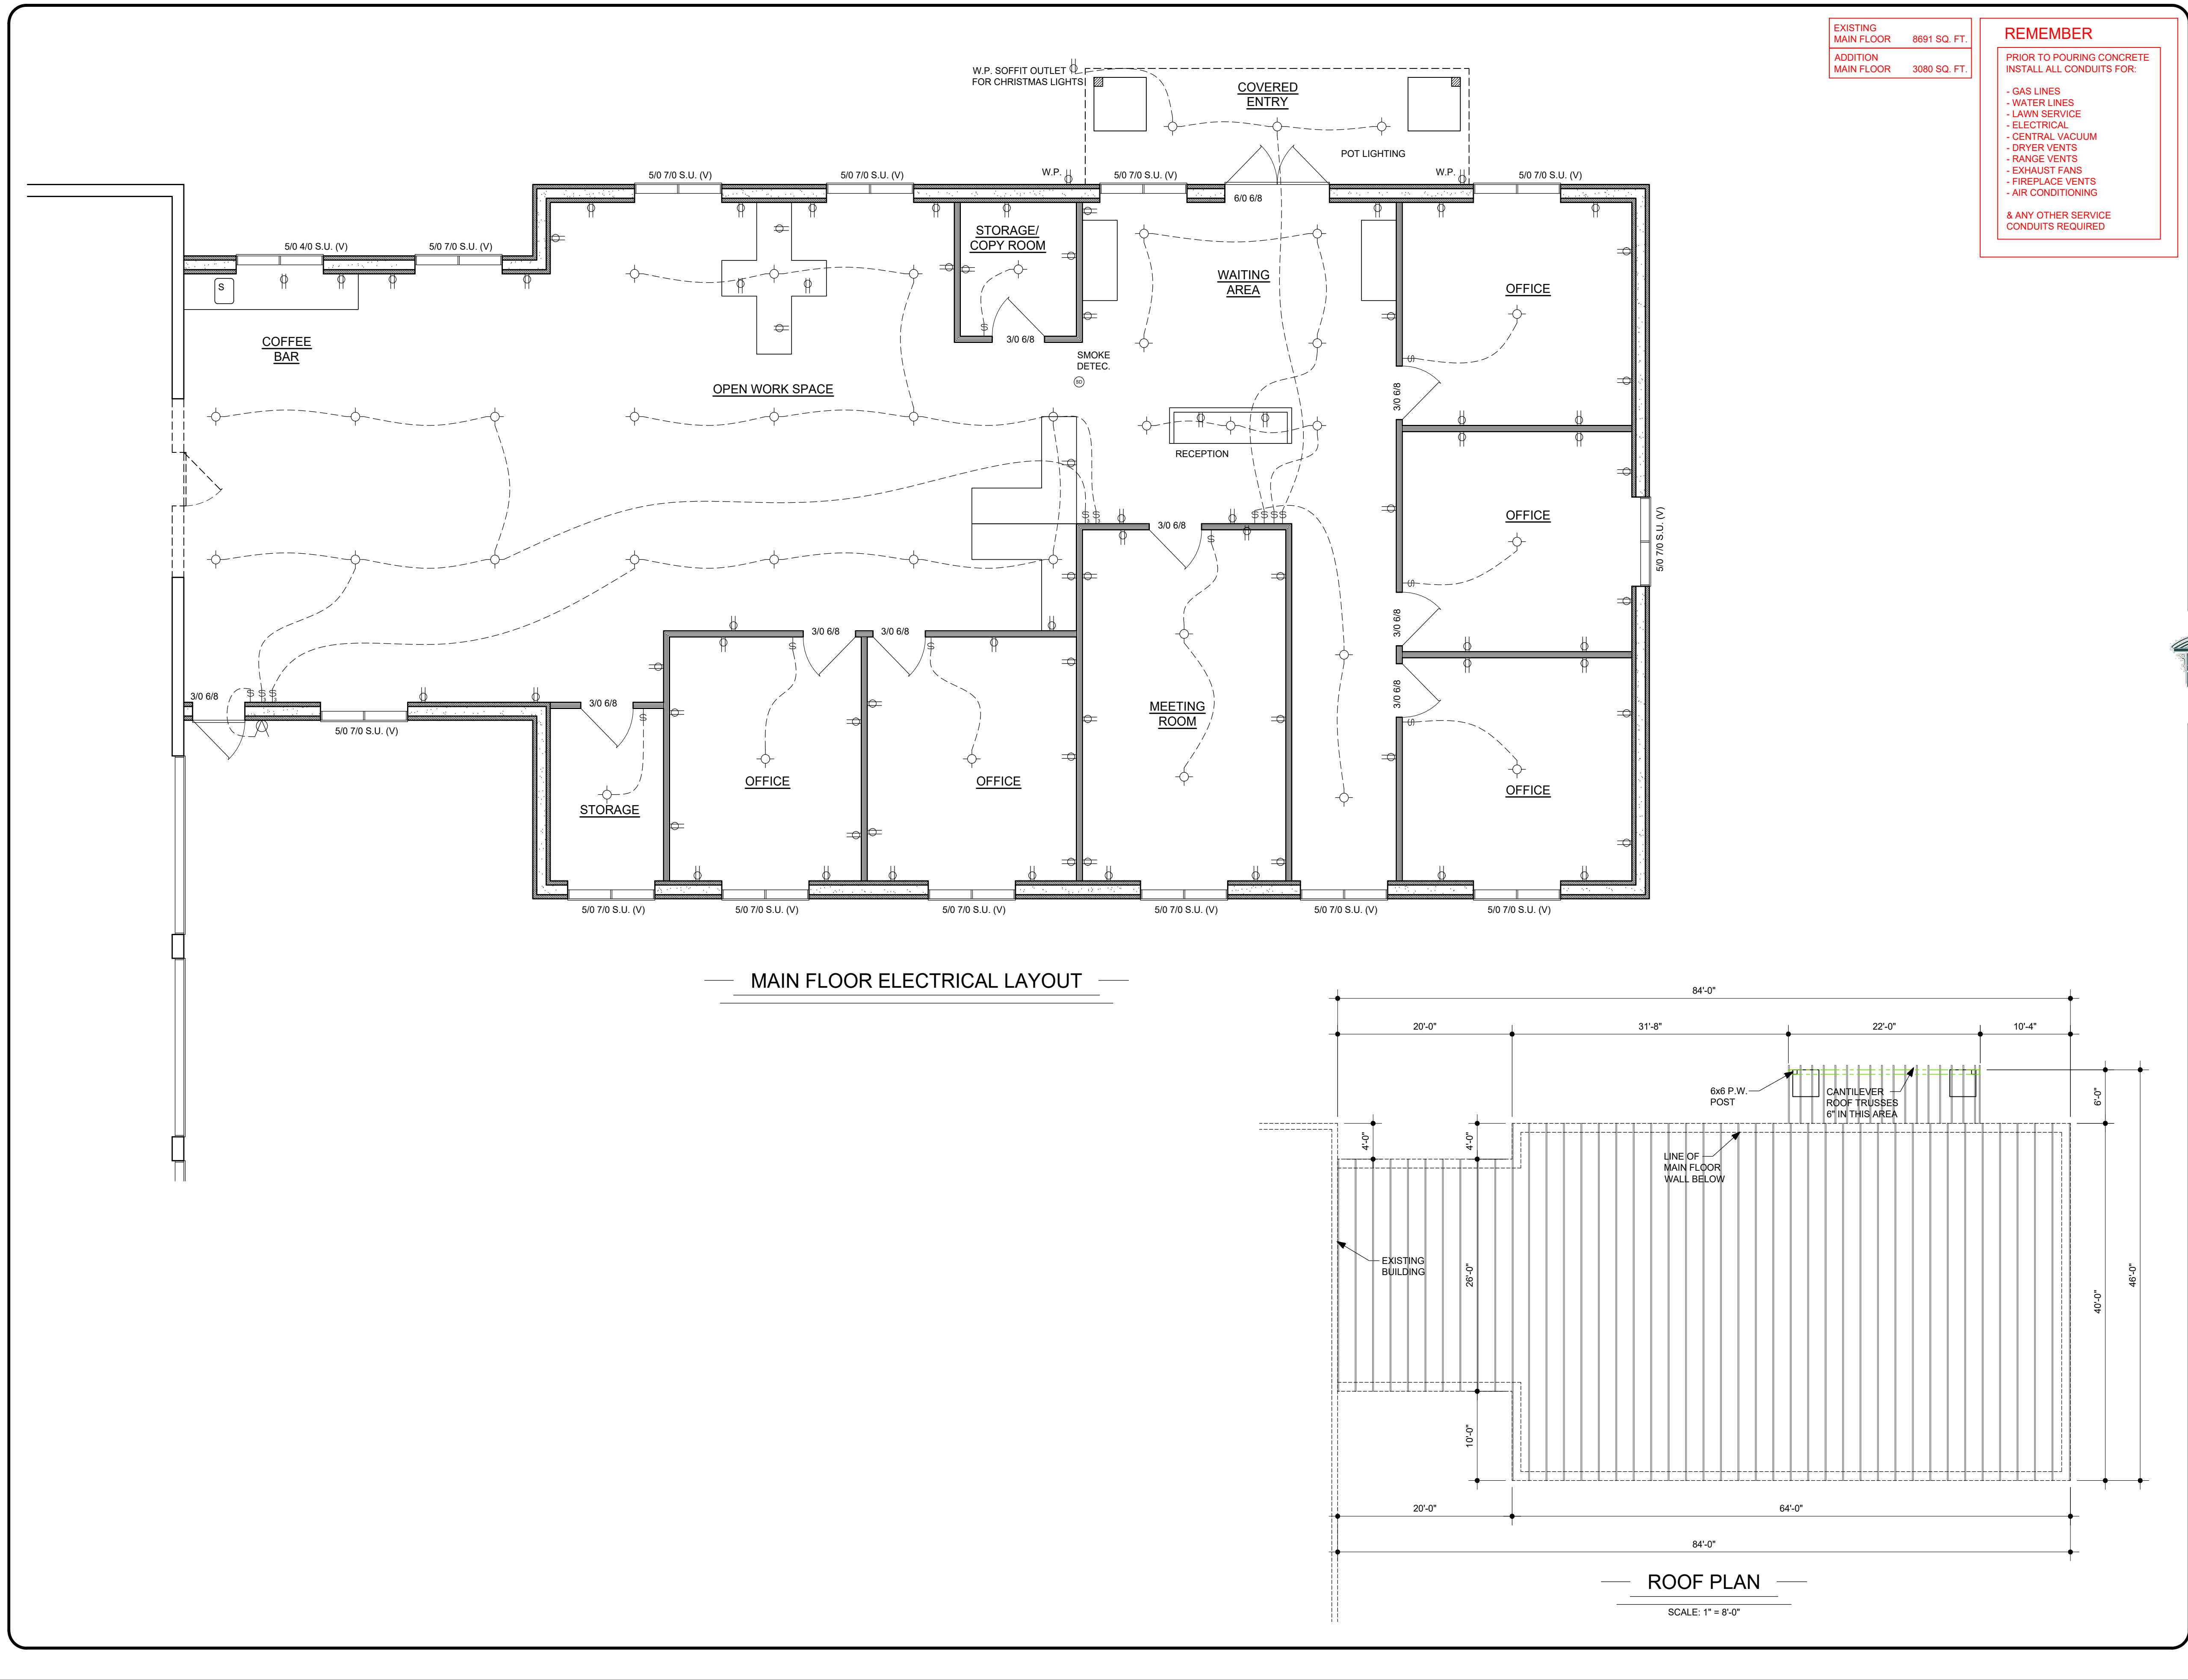 EXISTING
MAIN FLOOR 8691 SQ. FT.
ADDITION
MAIN FLOOR 3080 SQ. FT.
REMEMBER
PRIOR TO POURING CONCRETE
INSTALL ALL CONDUITS FOR:
- GAS LINES
- WATER LINES
- LAWN SERVICE
- ELECTRICAL
- CENTRAL VACUUM
- DRYER VENTS
- RANGE VENTS
- EXHAUST FANS
- FIREPLACE VENTS
- AIR CONDITIONING
& ANY OTHER SERVICE
CONDUITS REQUIRED
W.P. SOFFIT OUTLET
FOR CHRISTMAS LIGHTS
COVERED
ENTRY
POT LIGHTING
W.P.
W.P.
5/0 7/0 S.U. (V)
5/0 7/0 S.U. (V)
5/0 7/0 S.U. (V)
5/0 7/0 S.U. (V)
6/0 6/8
5/0 4/0 S.U. (V)
5/0 7/0 S.U. (V)
S
COFFEE
BAR
STORAGE/
COPY ROOM
S
3/0 6/8
WAITING
AREA
OFFICE
S
SMOKE
DETEC.
SD
OPEN WORK SPACE
3/0 6/8
RECEPTION
S
S
S
S
S
S
3/0 6/8
S
OFFICE
S
5/0 7/0 S.U. (V)
3/0 6/8
3/0 6/8
3/0 6/8
S
S
3/0 6/8
S
S
S
3/0 6/8
S
3/0 6/8
S
5/0 7/0 S.U. (V)
MEETING
ROOM
STORAGE
OFFICE
OFFICE
OFFICE
5/0 7/0 S.U. (V)
5/0 7/0 S.U. (V)
5/0 7/0 S.U. (V)
5/0 7/0 S.U. (V)
5/0 7/0 S.U. (V)
5/0 7/0 S.U. (V)
MAIN FLOOR ELECTRICAL LAYOUT
84'-0"
20'-0"
31'-8"
22'-0"
10'-4"
6x6 P.W.
POST
CANTILEVER
ROOF TRUSSES
6" IN THIS AREA
6'-0"
4'-0"
4'-0"
LINE OF
MAIN FLOOR
WALL BELOW
EXISTING
BUILDING
26'-0"
46'-0"
40'-0"
10'-0"
20'-0"
64'-0"
84'-0"
ROOF PLAN
SCALE: 1" = 8'-0"